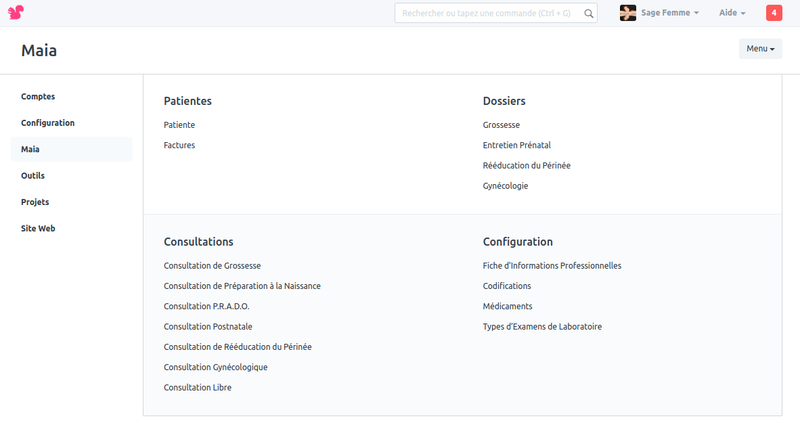 Rechercher ou tapez une commande (Ctrl + G)
Sage Femme
Aide
4
Maia
Menu
Comptes
Configuration
Maia
Outils
Projets
Site Web
Patientes
Patiente
Factures
Dossiers
Grossesse
Entretien Prénatal
Rééducation du Périnée
Gynécologie
Consultations
Consultation de Grossesse
Consultation de Préparation à la Naissance
Consultation P.R.A.D.O.
Consultation Postnatale
Consultation de Rééducation du Périnée
Consultation Gynécologique
Consultation Libre
Configuration
Fiche d'Informations Professionnelles
Codifications
Médicaments
Types d'Examens de Laboratoire